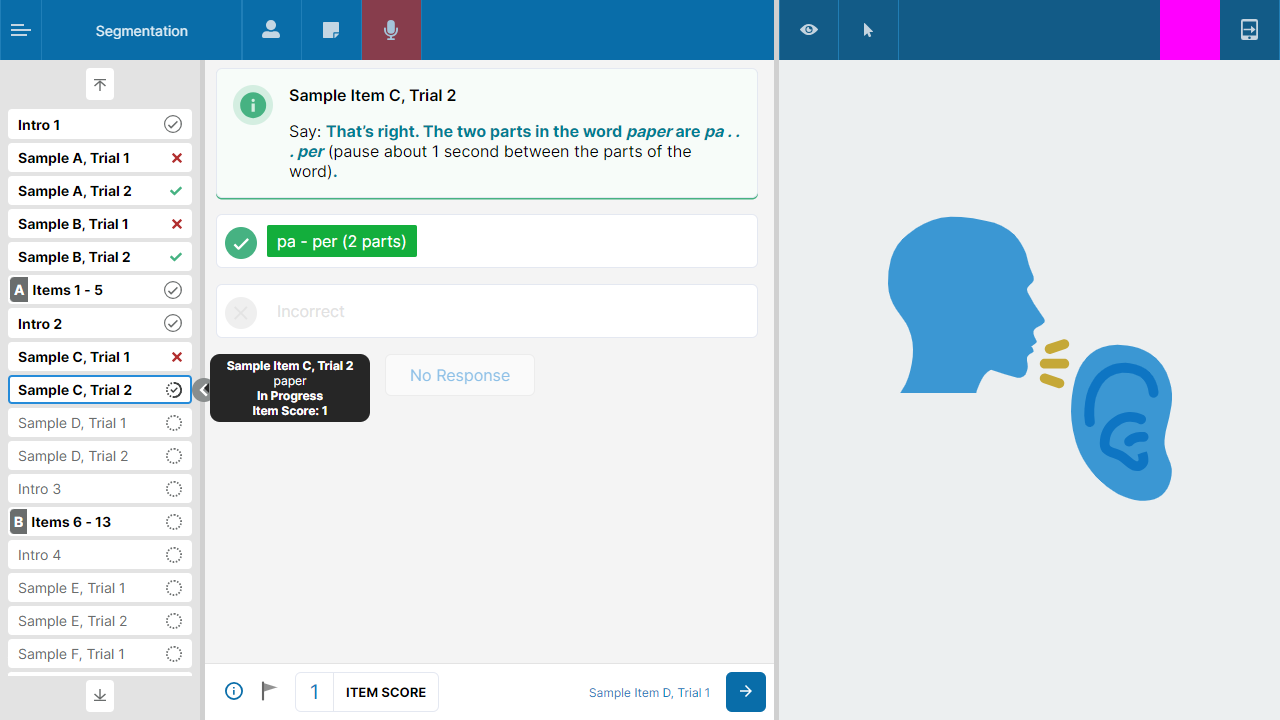 Segmentation
Intro 1
Sample A, Trial 1
Sample A, Trial 2
Sample B, Trial 1
Sample B, Trial 2
A Items 1 - 5
Intro 2
Sample C, Trial 1
Sample C, Trial 2
Sample D, Trial 1
Sample D, Trial 2
Intro 3
B Items 6 - 13
Intro 4
Sample E, Trial 1
Sample E, Trial 2
Sample F, Trial 1
Sample Item C, Trial 2
Say: That’s right. The two parts in the word paper are pa . .
. per (pause about 1 second between the parts of the
word).
pa - per (2 parts)
Incorrect
Sample Item C, Trial 2
paper
In Progress
Item Score: 1
No Response
1 ITEM SCORE
Sample Item D, Trial 1